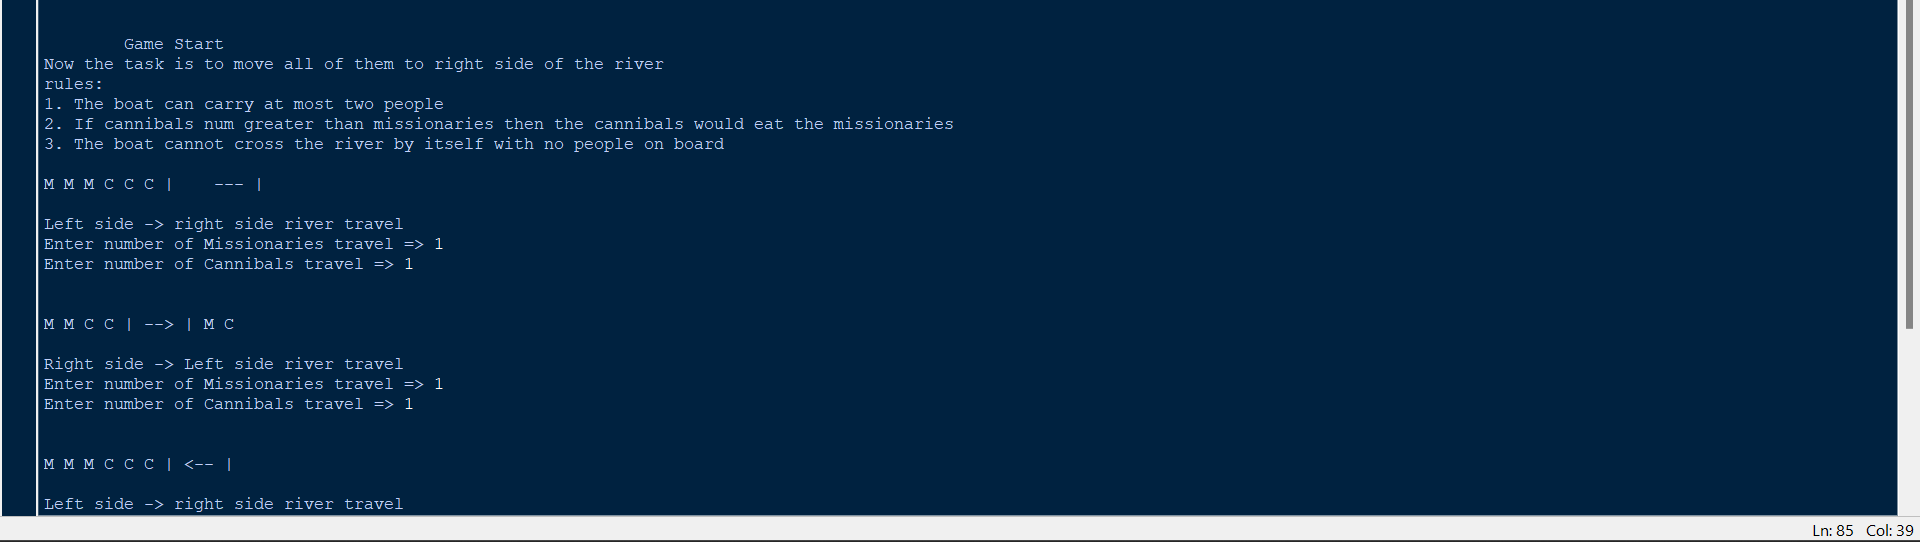 Game Start
Now the task is to move all of them to right side of the river
rules:
1. The boat can carry at most two people
2. If cannibals num greater than missionaries then the cannibals would eat the missionaries
3. The boat cannot cross the river by itself with no people on board
M M M C C C |    --- |
Left side -> right side river travel
Enter number of Missionaries travel => 1
Enter number of Cannibals travel => 1
M M C C | --> | M C
Right side -> Left side river travel
Enter number of Missionaries travel => 1
Enter number of Cannibals travel => 1
M M M C C C | <-- |
Left side -> right side river travel
Ln: 85 Col: 39